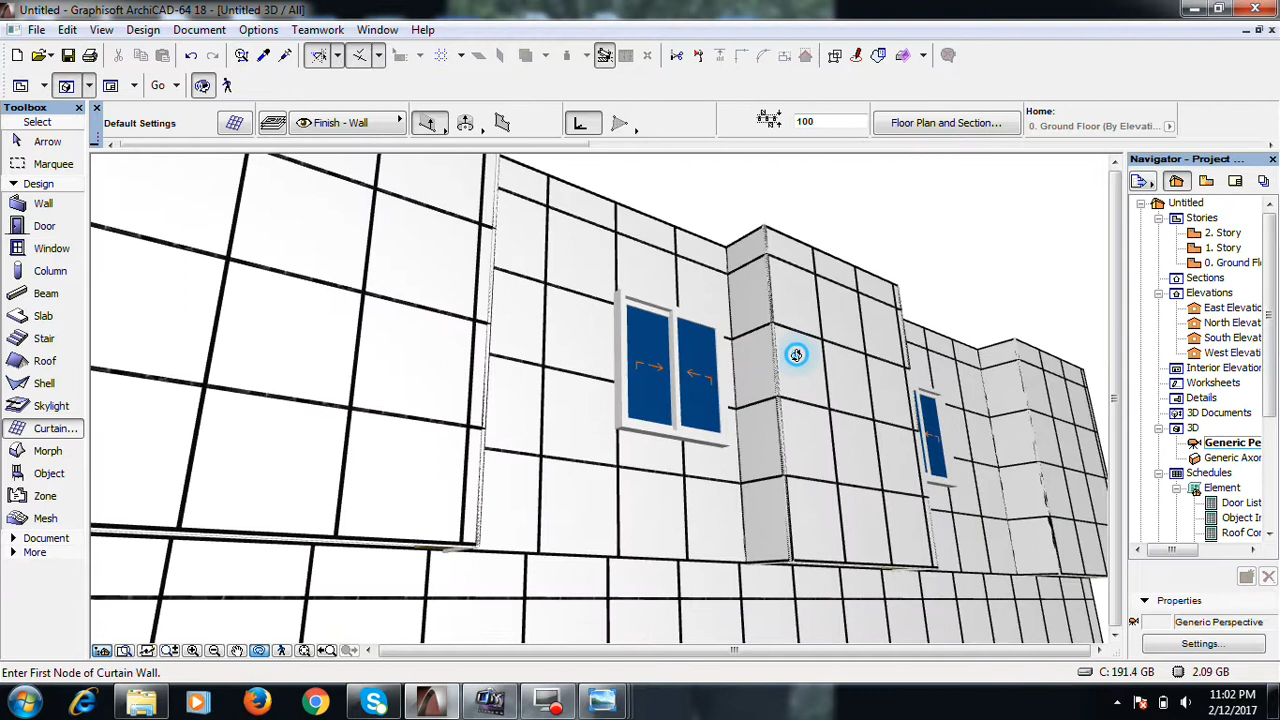 Untitled - Graphisoft ArchiCAD-64 18 - [Untitled 3D / All]
File Edit View Design Document Options Teamwork Window Help
Go
Toolbox
Select
Arrow
Marquee
Design
Wall
Door
Window
Column
Beam
Slab
Stair
Roof
Shell
Skylight
Curtain...
Morph
Object
Zone
Mesh
Document
More
Default Settings
Finish - Wall
100
Floor Plan and Section...
Home:
0. Ground Floor (By Elevati...
Navigator - Project ...
Untitled
Stories
2. Story
1. Story
0. Ground Fl
Sections
Elevations
East Elevati
North Elevat
South Elevat
West Elevati
Interior Elevation
Worksheets
Details
3D Documents
3D
Generic Pe
Generic Axon
Schedules
Element
Door List
Object In
Roof Con
Properties
Generic Perspective
Settings...
Enter First Node of Curtain Wall.
C: 191.4 GB
2.09 GB
11:02 PM
2/12/2017